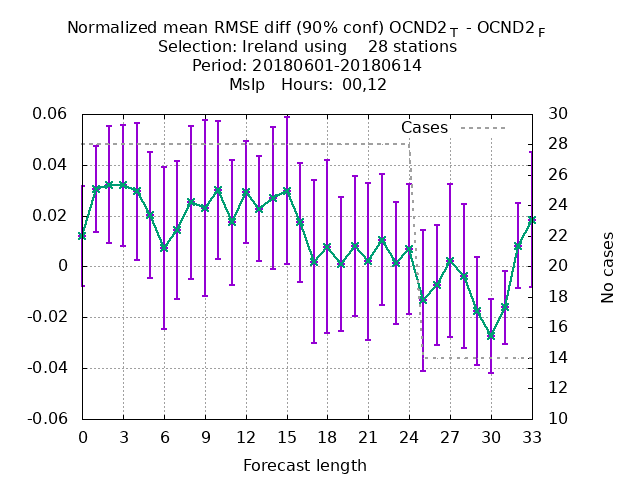 Normalized mean RMSE diff (90% conf) OCND2 T - OCND2 F
Selection: Ireland using 28 stations
Period: 20180601-20180614
Mslp Hours: 00,12
Cases
0.06
0.04
0.02
0
-0.02
-0.04
-0.06
30
28
26
24
22
20
18
16
14
12
10
No cases
0 3 6 9 12 15 18 21 24 27 30 33
Forecast length